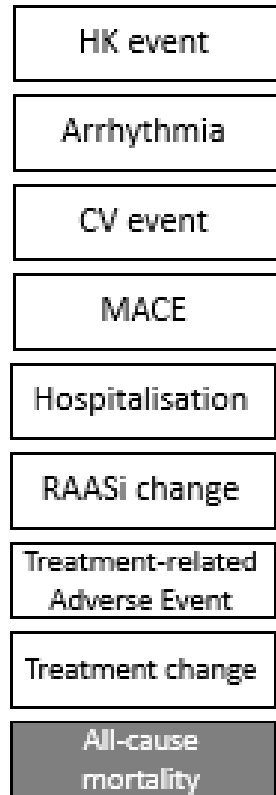 HK event
Arrhythmia
CV event
MACE
Hospitalisation
RAASi change
Treatment-related
Adverse Event
Treatment change
All-cause
mortality